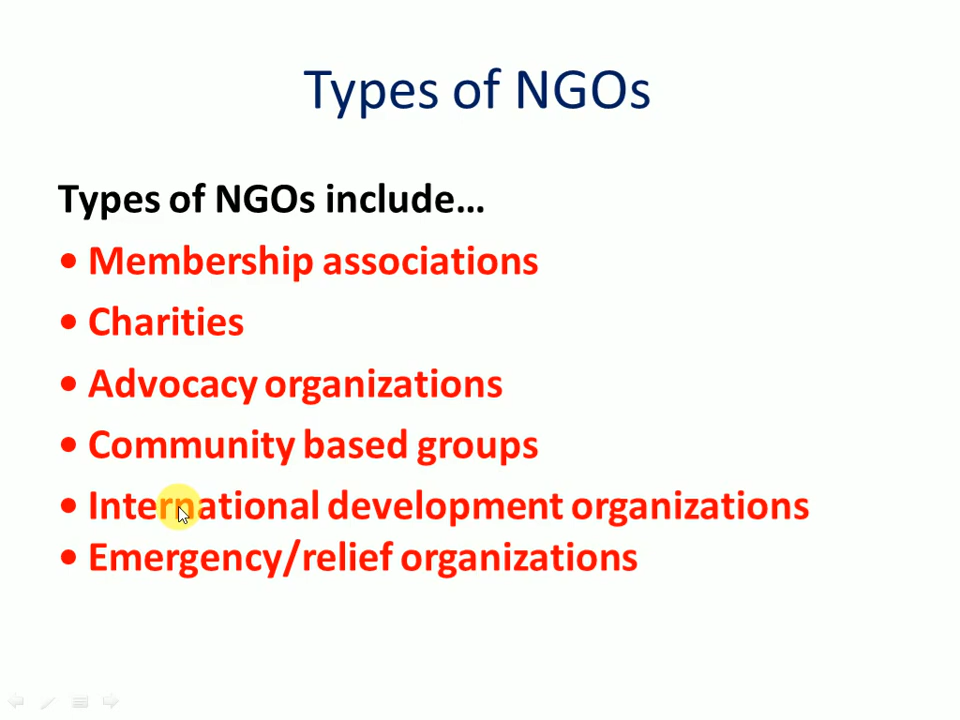 Types of NGOs
Types of NGOs include...
• Membership associations
• Charities
• Advocacy organizations
• Community based groups
• International development organizations
• Emergency/relief organizations